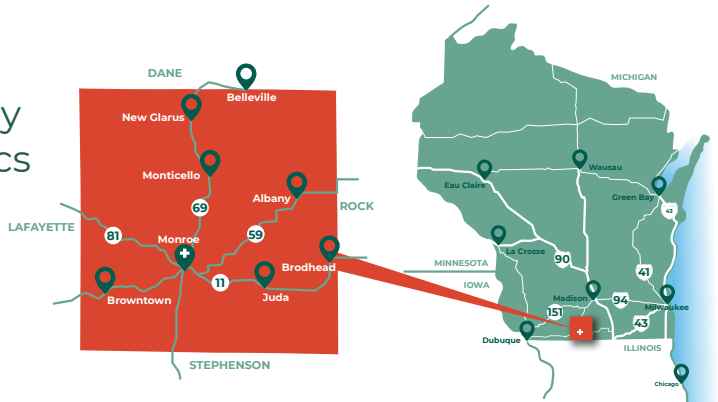 y
cs
DANE
Belleville
New Glarus
Monticello
Albany
ROCK
69
LAFAYETTE
81
59
Monroe
Brodhead
11
Browntown
Juda
STEPHENSON
MICHIGAN
Wausau
Eau Claire
Green Bay
43
La Crosse
MINNESOTA
90
41
IOWA
Madison
94
Milwaukee
151
43
Dubuque
ILLINOIS
Chicago